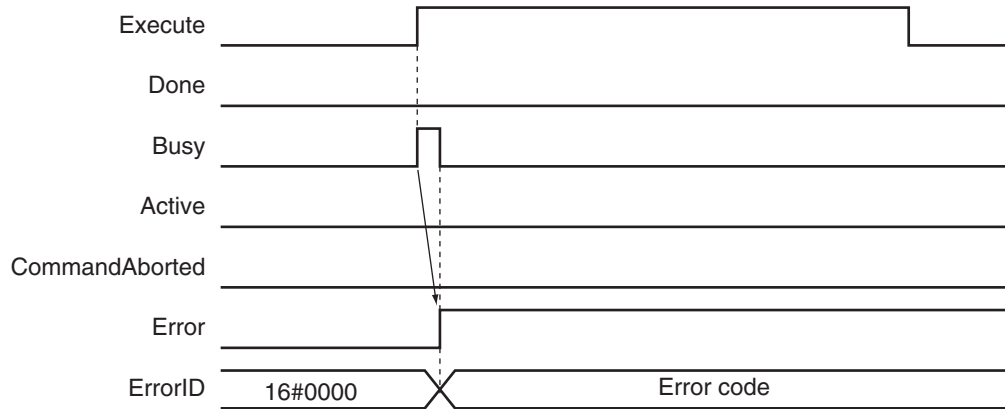 Execute
Done
Busy
Active
CommandAborted
Error
ErrorID 16#0000 Error code